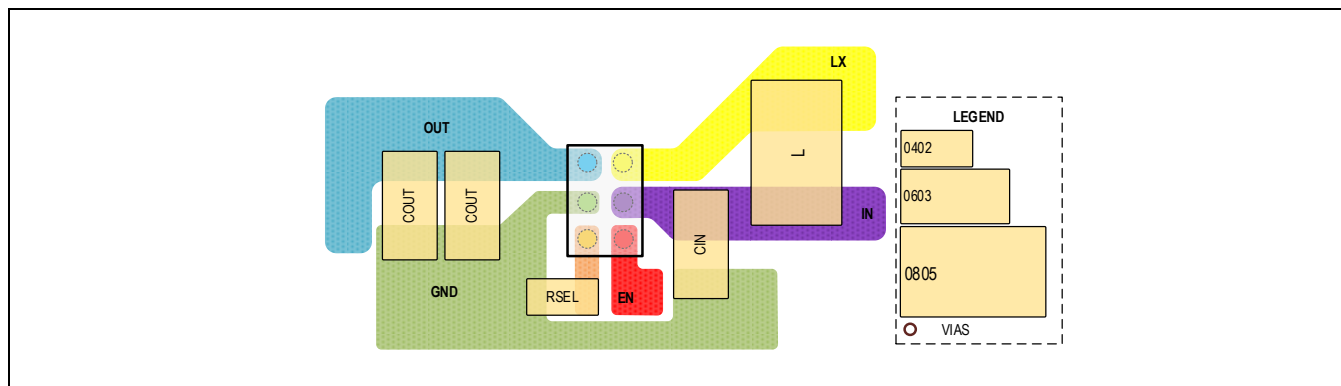 LX
OUT
LEGEND
0402
0603
0805
VIAS
L
COUT
COUT
CIN
IN
GND
RSEL
EN